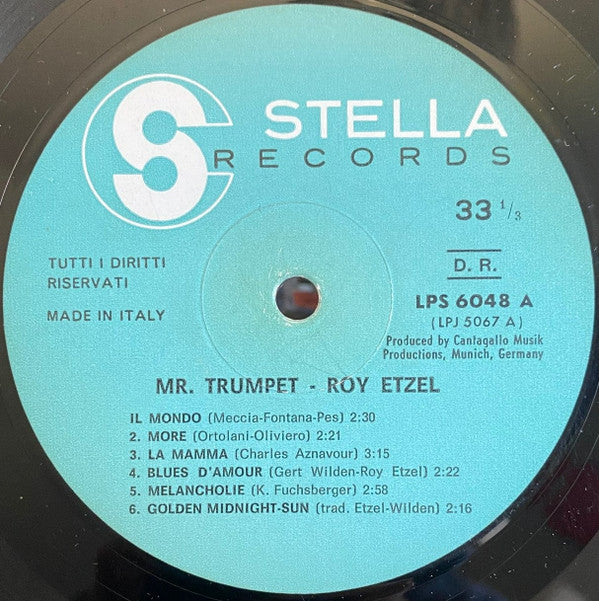 S
STELLA
RECORDS
33 1/3
TUTTI I DIRITTI
RISERVATI
MADE IN ITALY
D. R.
LPS 6048 A
(LPJ 5067 A)
Produced by Cantagallo Musik
Productions, Munich, Germany
MR. TRUMPET - ROY ETZEL
IL MONDO (Meccia-Fontana-Pes) 2:30
2. MORE (Ortolani-Oliviero) 2:21
3. LA MAMMA (Charles Aznavour) 3:15
4. BLUES D'AMOUR (Gert Wilden-Roy Etzel) 2:22
5. MELANCHOLIE (K. Fuchsberger) 2:58
6. GOLDEN MIDNIGHT-SUN (trad. Etzel-Wilden) 2:16